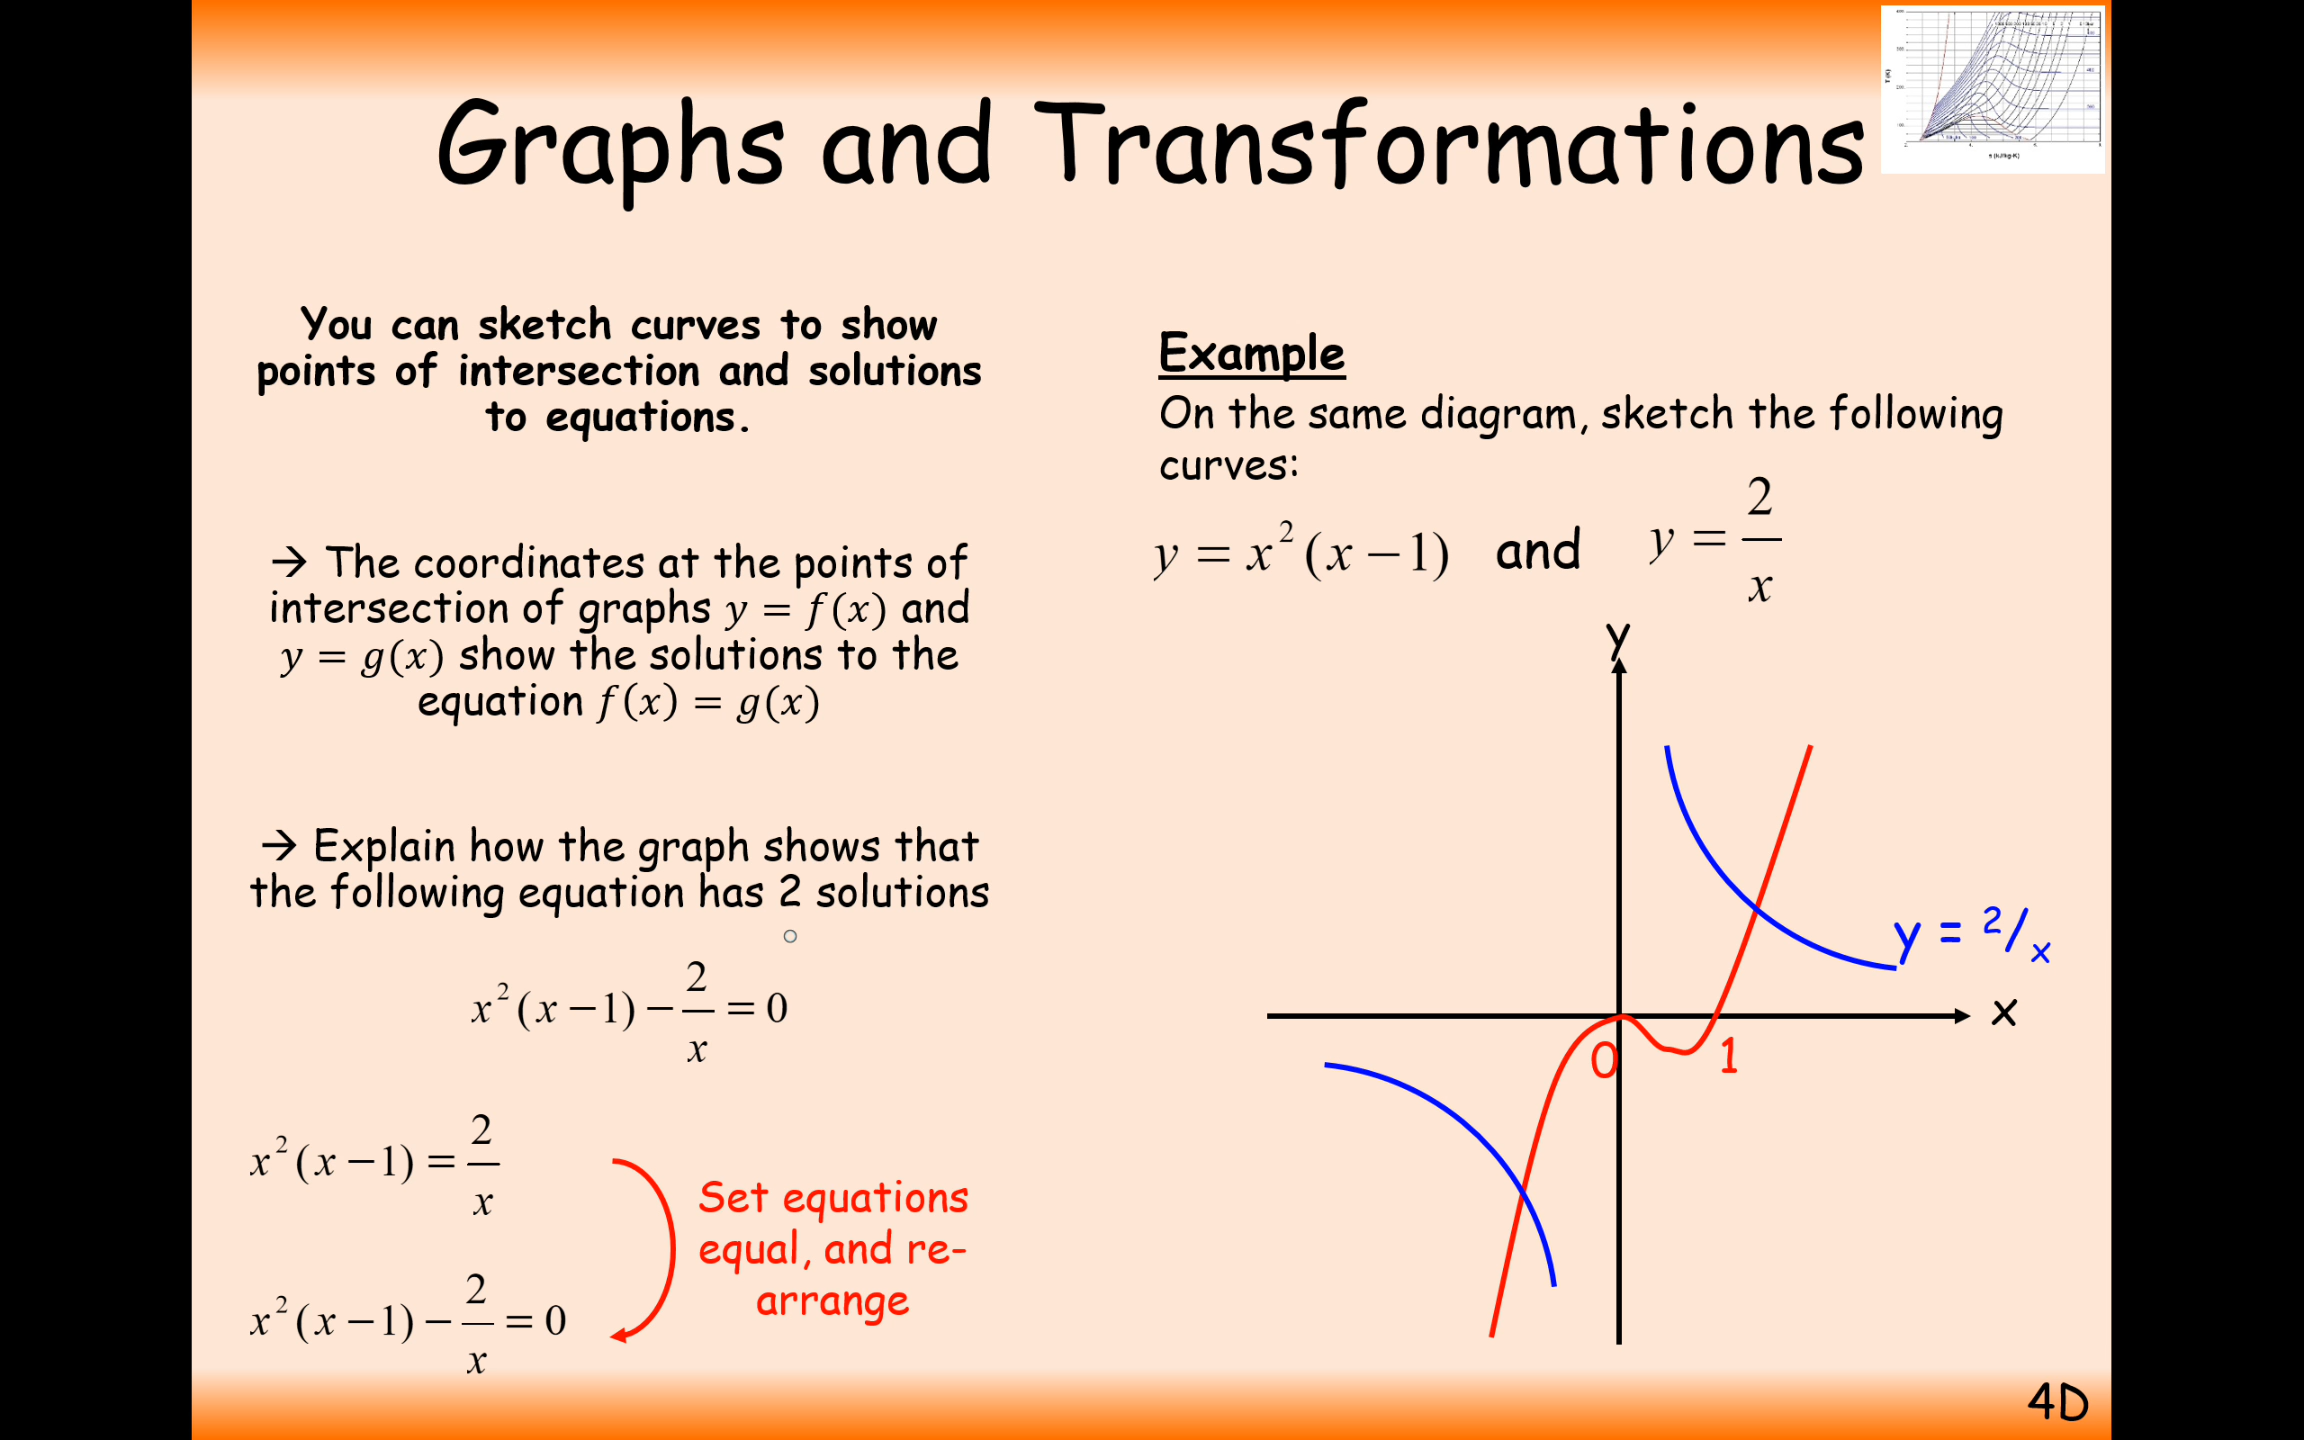 Graphs and Transformations
You can sketch curves to show
points of intersection and solutions
to equations.
→ The coordinates at the points of
intersection of graphs y = f(x) and
y = g(x) show the solutions to the
equation f(x) = g(x)
→ Explain how the graph shows that
the following equation has 2 solutions
x²(x − 1) − 2/x = 0
x²(x − 1) = 2/x
x²(x − 1) − 2/x = 0
Set equations
equal, and re-
arrange
Example
On the same diagram, sketch the following
curves:
y = x²(x − 1) and y = 2/x
y
y = 2/x
x
0
1
4D
T (K)
s (kJ/kg-K)